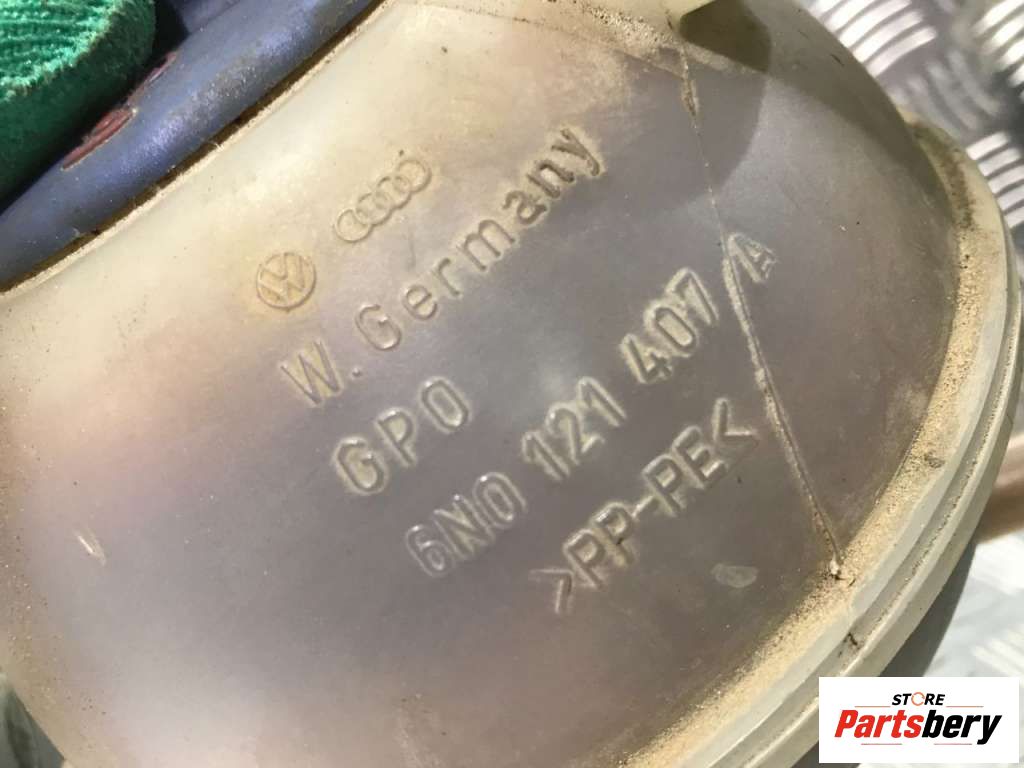 W. Germany
GPO
6N0 121 407 A
>PP-PE<
STORE
Partsbery